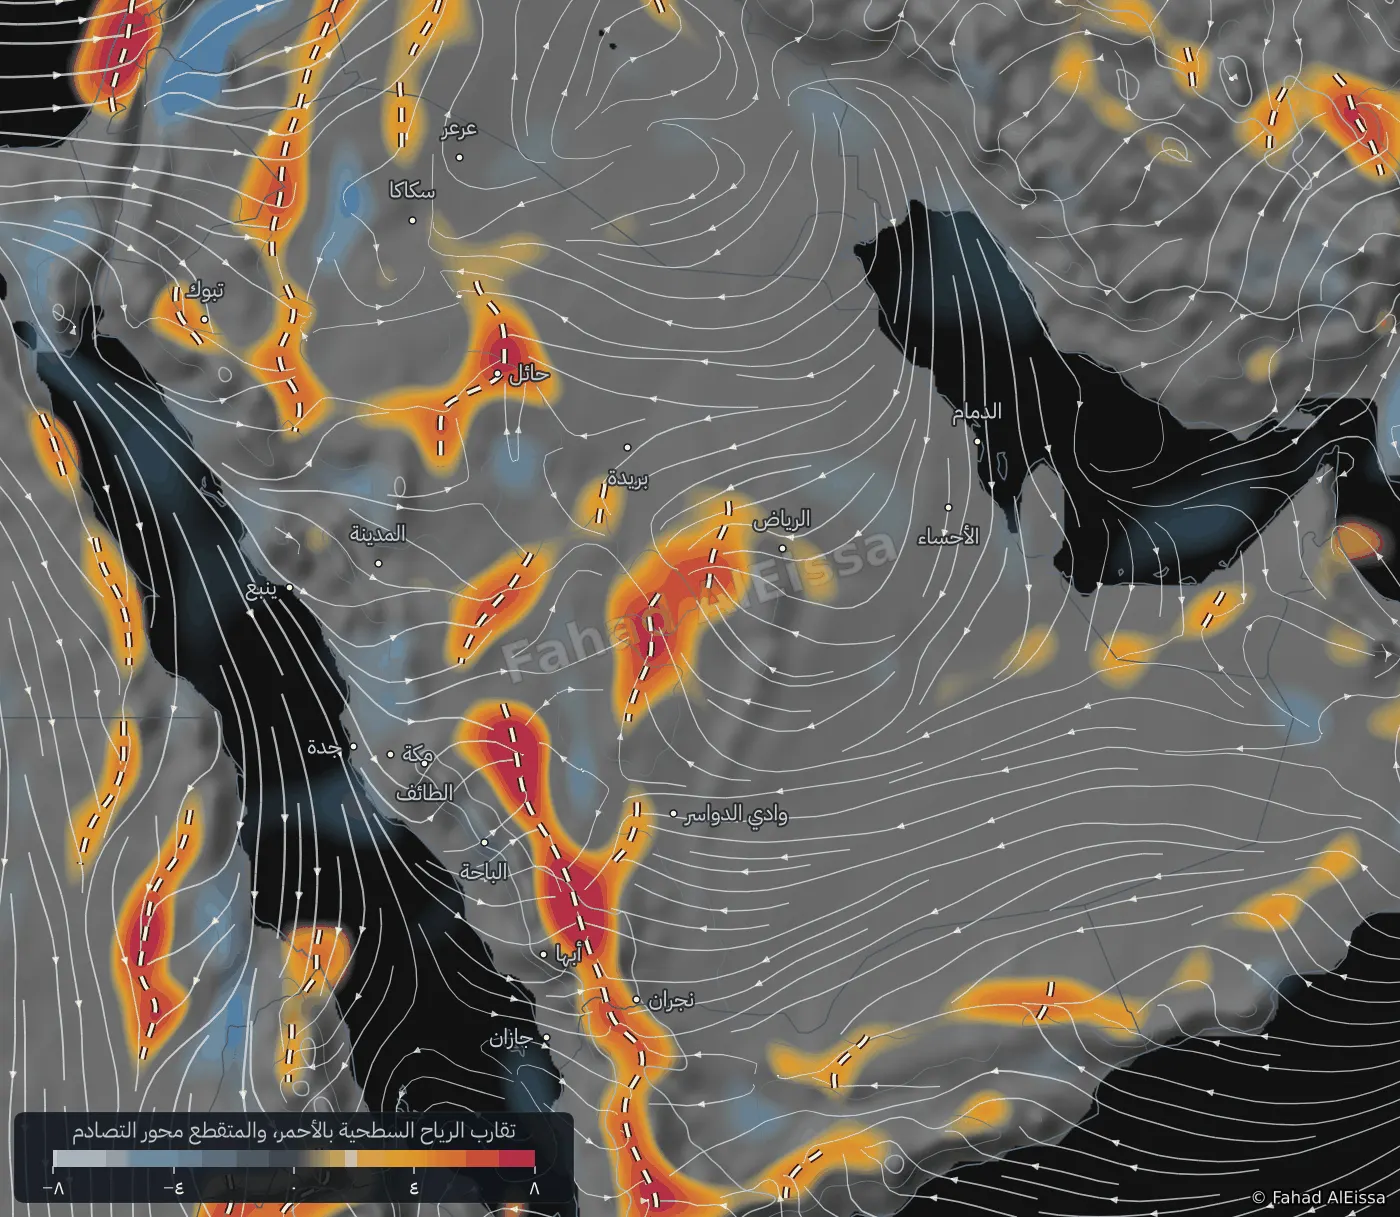 عرعر
سكاكا
تبوك
حائل
الدمام
بريدة
الرياض
المدينة
الأحساء
ينبع
Fahad AlEissa
جدة
مكة
الطائف
وادي الدواسر
الباحة
أبها
نجران
جازان
تقارب الرياح السطحية بالأحمر، والمتقطع محور التصادم
−٨ −٤ ٠ ٤ ٨
© Fahad AlEissa